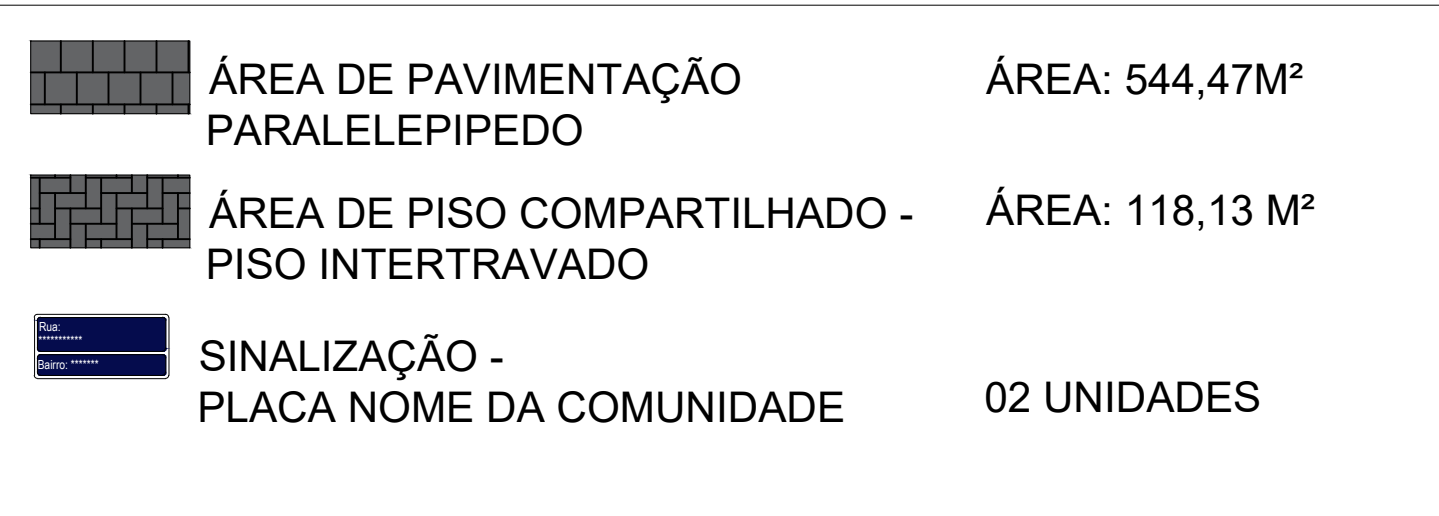 ÁREA DE PAVIMENTAÇÃO
PARALELEPIPEDO
ÁREA: 544,47M²
ÁREA DE PISO COMPARTILHADO -
PISO INTERTRAVADO
ÁREA: 118,13 M²
Rua:
***********
Bairro: *******
SINALIZAÇÃO -
PLACA NOME DA COMUNIDADE
02 UNIDADES